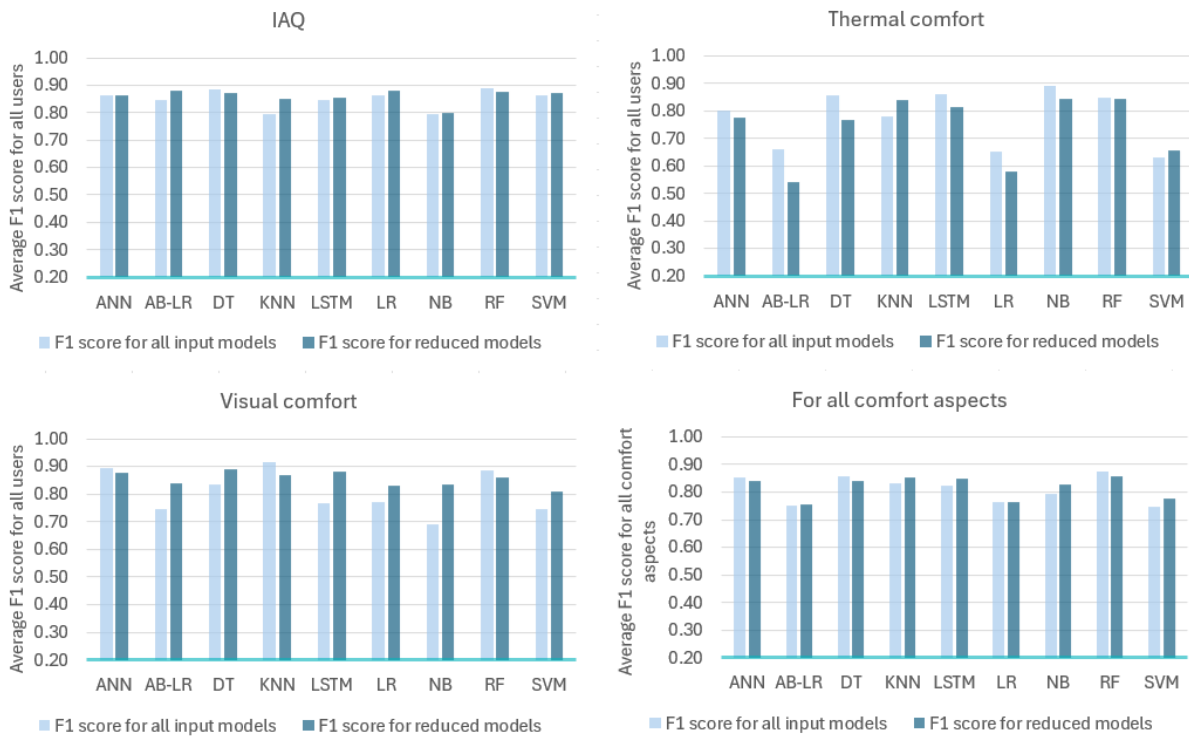 IAQ
Average F1 score for all users
1.00
0.90
0.80
0.70
0.60
0.50
0.40
0.30
0.20
ANN AB-LR DT KNN LSTM LR NB RF SVM
F1 score for all input models F1 score for reduced models
Thermal comfort
Average F1 score for all users
1.00
0.90
0.80
0.70
0.60
0.50
0.40
0.30
0.20
ANN AB-LR DT KNN LSTM LR NB RF SVM
F1 score for all input models F1 score for reduced models
Visual comfort
Average F1 score for all users
1.00
0.90
0.80
0.70
0.60
0.50
0.40
0.30
0.20
ANN AB-LR DT KNN LSTM LR NB RF SVM
F1 score for all input models F1 score for reduced models
For all comfort aspects
Average F1 score for all comfort
aspects
1.00
0.90
0.80
0.70
0.60
0.50
0.40
0.30
0.20
ANN AB-LR DT KNN LSTM LR NB RF SVM
F1 score for all input models F1 score for reduced models